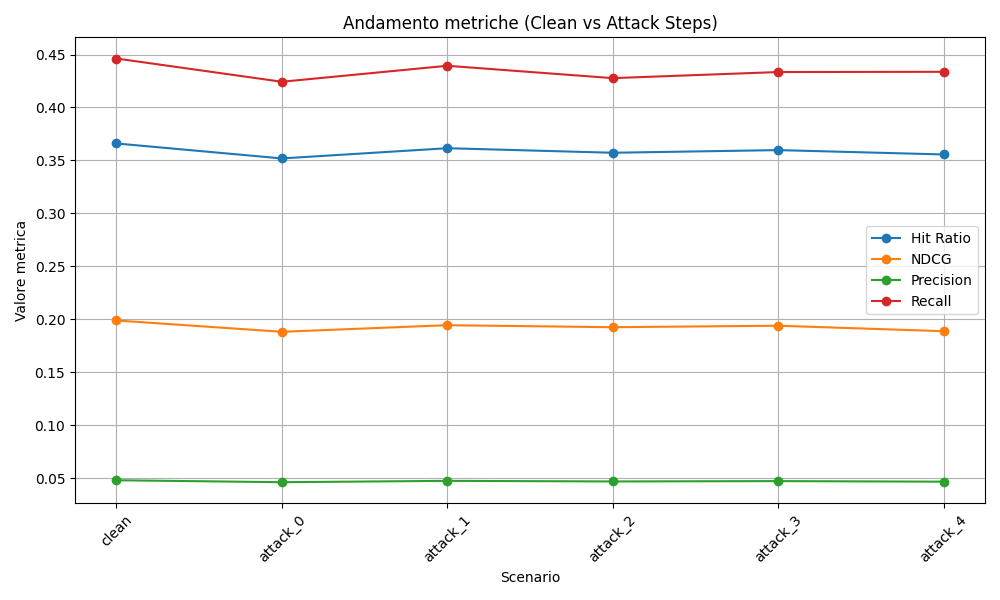 Andamento metriche (Clean vs Attack Steps)
Valore metrica
0.45
0.40
0.35
0.30
0.25
0.20
0.15
0.10
0.05
Hit Ratio
NDCG
Precision
Recall
clean
attack_0
attack_1
attack_2
attack_3
attack_4
Scenario